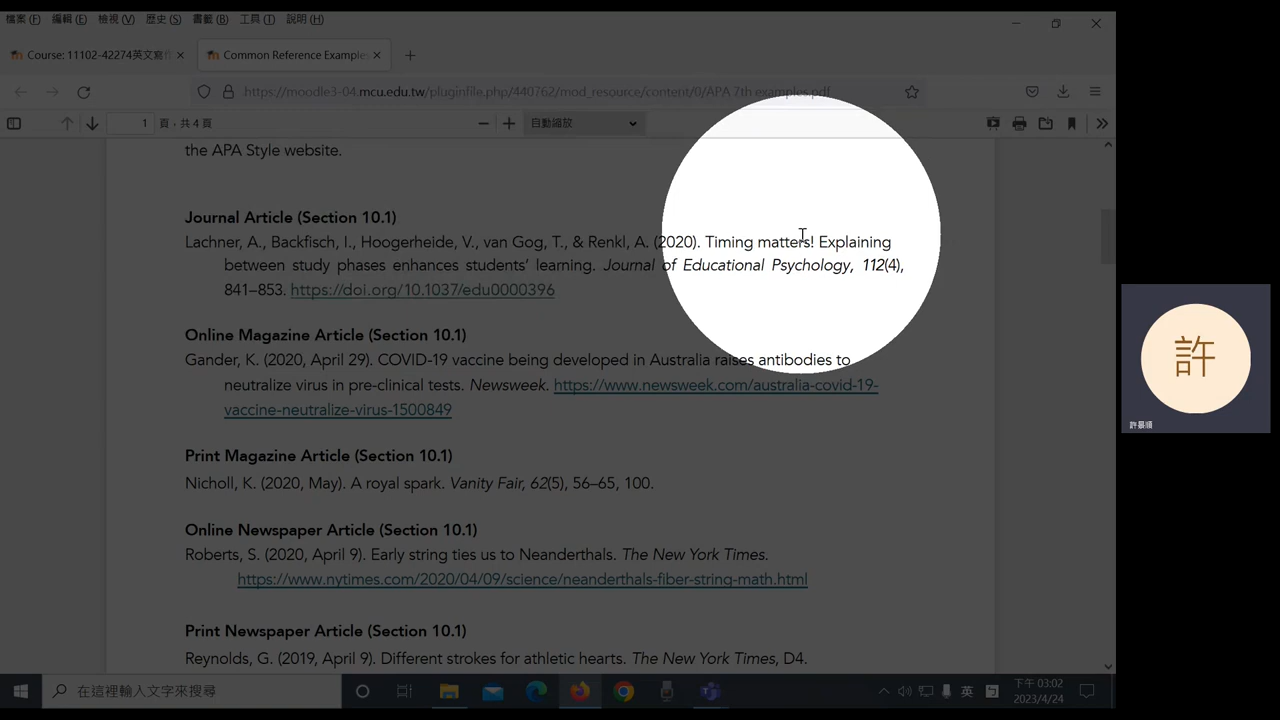 檔案 (F) 編輯 (E) 檢視 (V) 歷史 (S) 書籤 (B) 工具 (T) 說明 (H)
Course: 11102-42274英文寫作
Common Reference Examples
https://moodle3-04.mcu.edu.tw/pluginfile.php/440762/mod_resource/content/0/APA 7th examples.pdf
1 頁，共 4 頁
自動縮放
the APA Style website.
Journal Article (Section 10.1)
Lachner, A., Backfisch, I., Hoogerheide, V., van Gog, T., & Renkl, A. (2020). Timing matters! Explaining
between study phases enhances students’ learning. Journal of Educational Psychology, 112(4),
841–853. https://doi.org/10.1037/edu0000396
Online Magazine Article (Section 10.1)
Gander, K. (2020, April 29). COVID-19 vaccine being developed in Australia raises antibodies to
neutralize virus in pre-clinical tests. Newsweek. https://www.newsweek.com/australia-covid-19-
vaccine-neutralize-virus-1500849
Print Magazine Article (Section 10.1)
Nicholl, K. (2020, May). A royal spark. Vanity Fair, 62(5), 56–65, 100.
Online Newspaper Article (Section 10.1)
Roberts, S. (2020, April 9). Early string ties us to Neanderthals. The New York Times.
https://www.nytimes.com/2020/04/09/science/neanderthals-fiber-string-math.html
Print Newspaper Article (Section 10.1)
Reynolds, G. (2019, April 9). Different strokes for athletic hearts. The New York Times, D4.
許
許景順
在這裡輸入文字來搜尋
英
下午 03:02
2023/4/24